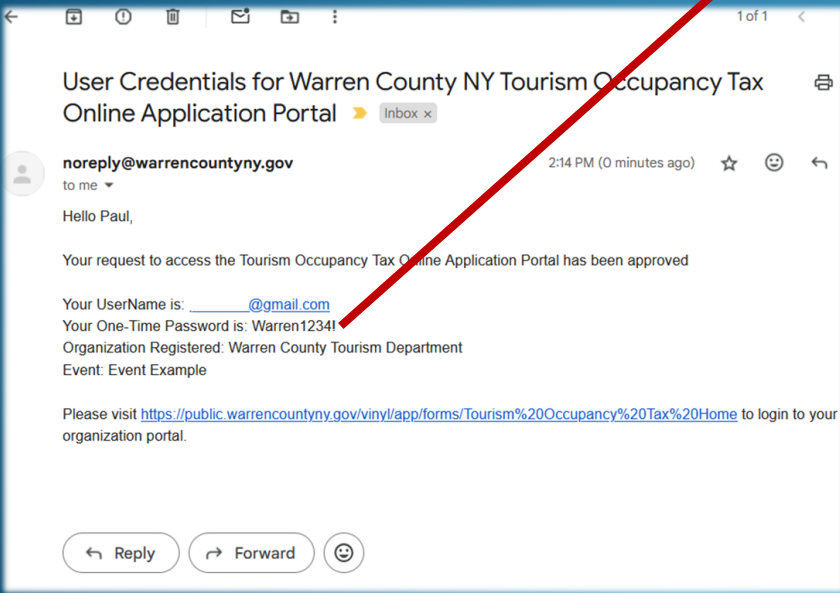 1 of 1
User Credentials for Warren County NY Tourism Occupancy Tax
Online Application Portal Inbox ×
noreply@warrencountyny.gov 2:14 PM (0 minutes ago)
to me
Hello Paul,
Your request to access the Tourism Occupancy Tax Online Application Portal has been approved
Your UserName is: ______@gmail.com
Your One-Time Password is: Warren1234!
Organization Registered: Warren County Tourism Department
Event: Event Example
Please visit https://public.warrencountyny.gov/vinyl/app/forms/Tourism%20Occupancy%20Tax%20Home to login to your
organization portal.
Reply Forward